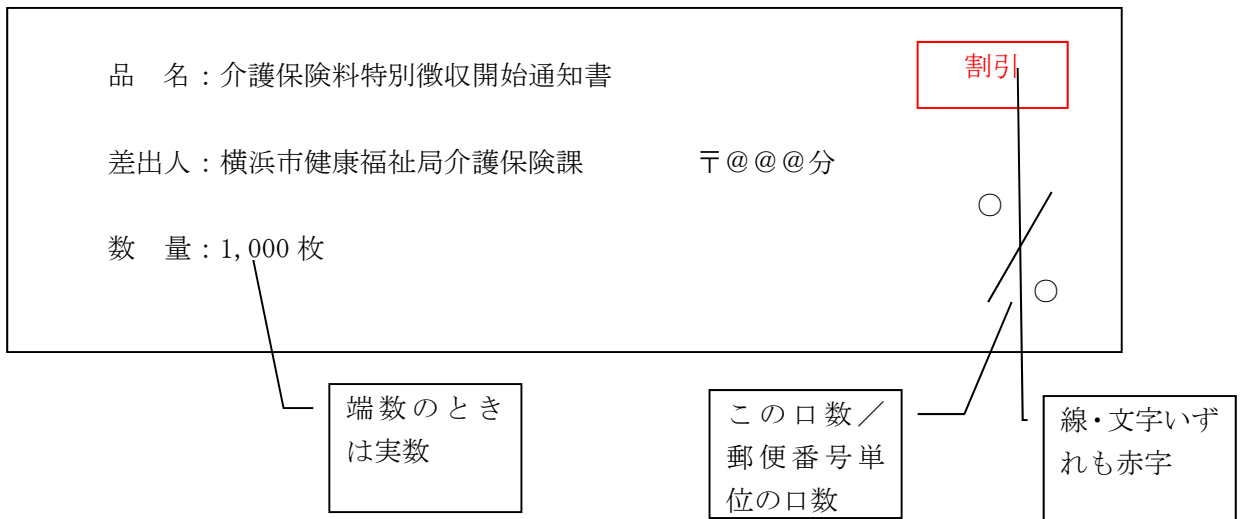 品　名：介護保険料特別徴収開始通知書
割引
差出人：横浜市健康福祉局介護保険課　　　〒＠＠＠分
数　量：1,000 枚
○
○
端数のとき
は実数
この口数／
郵便番号単
位の口数
線・文字いず
れも赤字